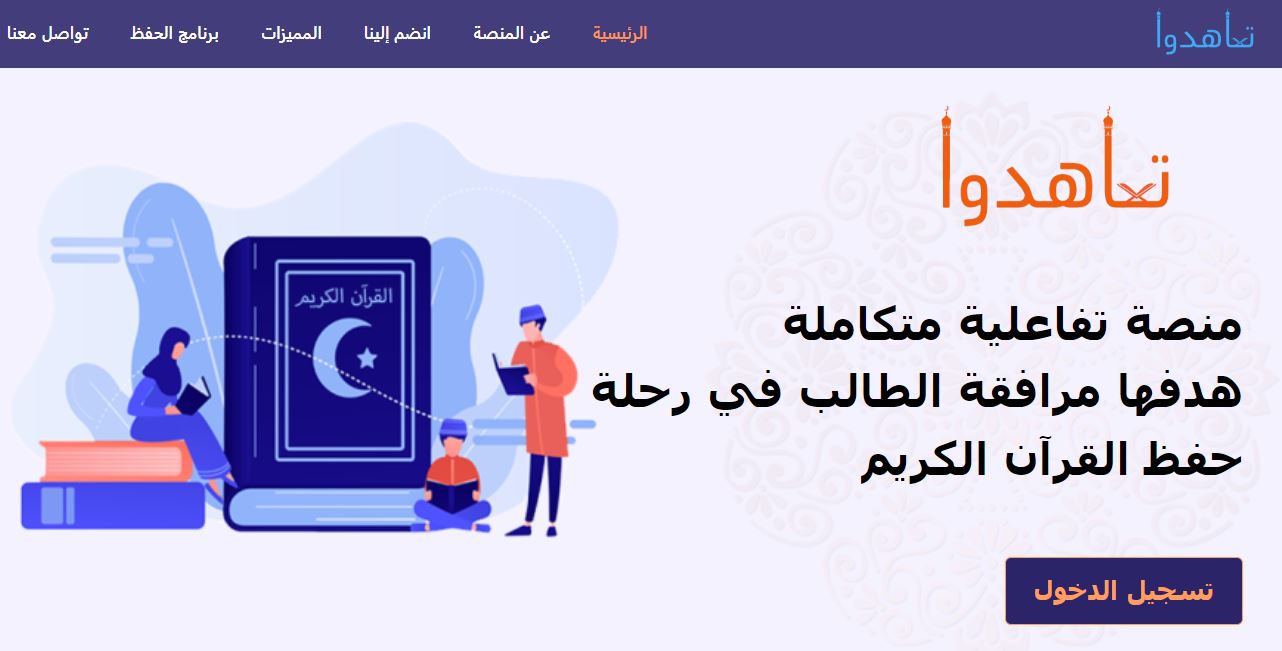 تعاهدوا
الرئيسية
عن المنصة
انضم إلينا
المميزات
برنامج الحفظ
تواصل معنا
تعاهدوا
منصة تفاعلية متكاملة
هدفها مرافقة الطالب في رحلة
حفظ القرآن الكريم
تسجيل الدخول
القرآن الكريم